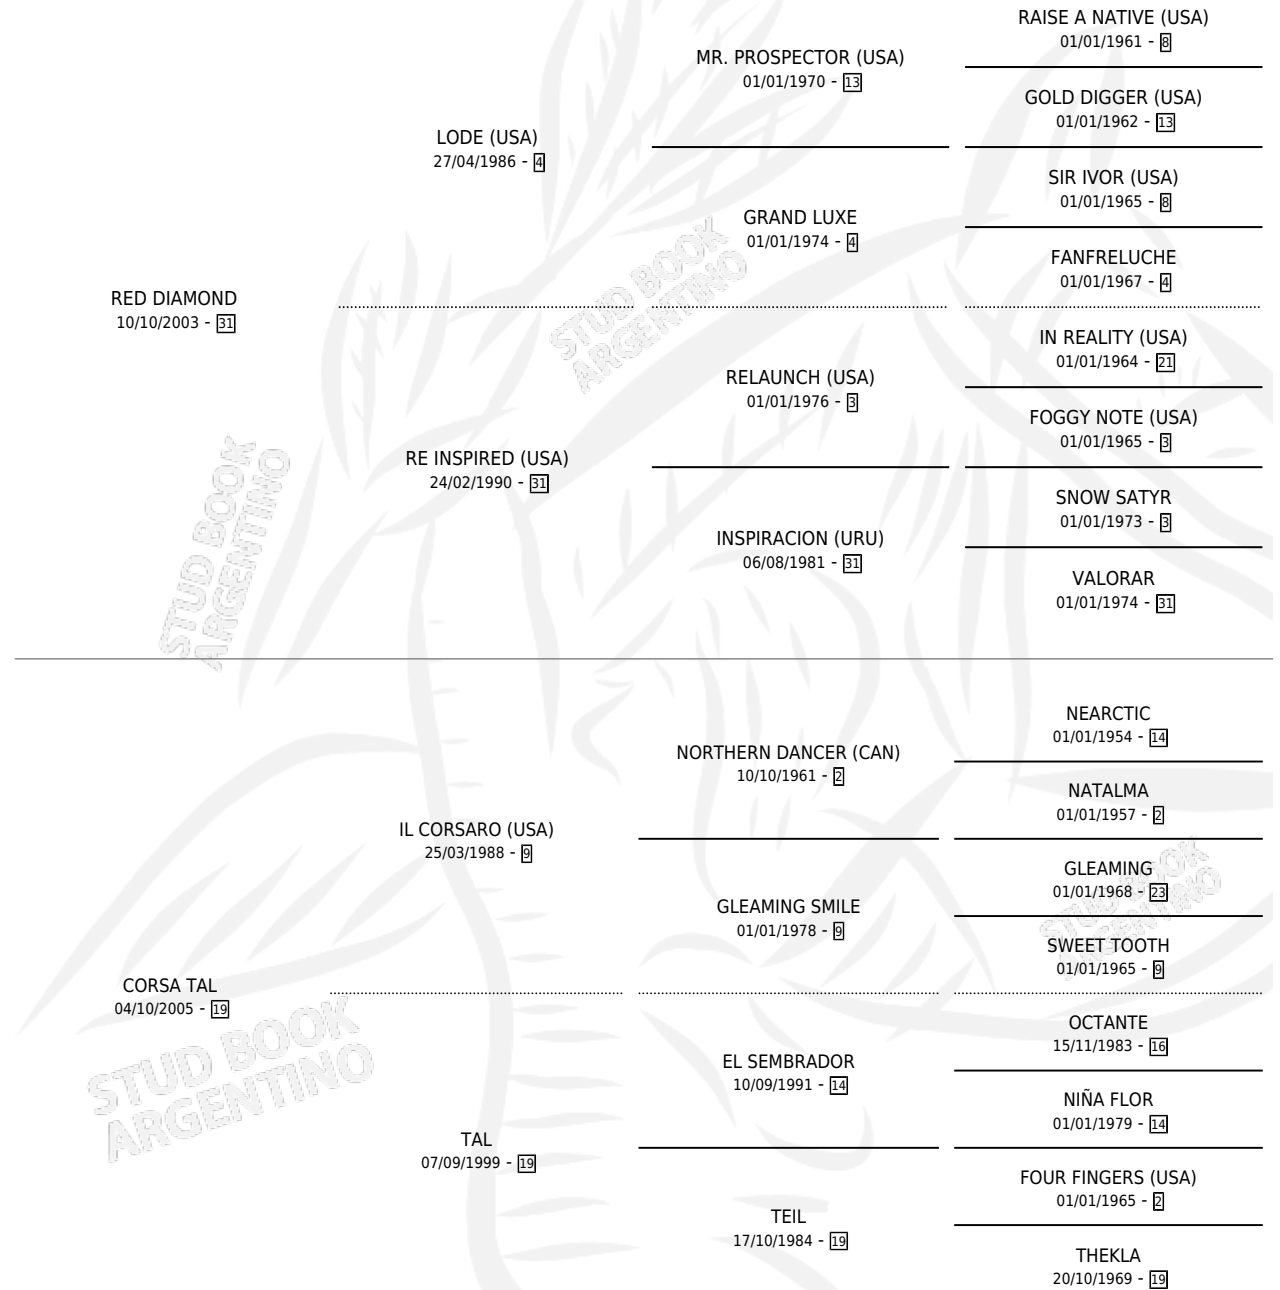 RAISE A NATIVE (USA)
01/01/1961 - 8
MR. PROSPECTOR (USA)
01/01/1970 - 13
GOLD DIGGER (USA)
01/01/1962 - 13
LODE (USA)
27/04/1986 - 4
SIR IVOR (USA)
01/01/1965 - 8
GRAND LUXE
01/01/1974 - 4
FANFRELUCHE
01/01/1967 - 4
RED DIAMOND
10/10/2003 - 31
STUD BOOK
ARGENTINO
IN REALITY (USA)
01/01/1964 - 21
RELAUNCH (USA)
01/01/1976 - 3
FOGGY NOTE (USA)
01/01/1965 - 3
RE INSPIRED (USA)
24/02/1990 - 31
SNOW SATYR
01/01/1973 - 3
INSPIRACION (URU)
06/08/1981 - 31
VALORAR
01/01/1974 - 31
STUD BOOK
ARGENTINO
NEARCTIC
01/01/1954 - 14
NORTHERN DANCER (CAN)
10/10/1961 - 2
NATALMA
01/01/1957 - 2
IL CORSARO (USA)
25/03/1988 - 9
GLEAMING
01/01/1968 - 23
GLEAMING SMILE
01/01/1978 - 9
SWEET TOOTH
01/01/1965 - 9
STUD BOOK
ARGENTINO
CORSA TAL
04/10/2005 - 19
OCTANTE
15/11/1983 - 16
EL SEMBRADOR
10/09/1991 - 14
NIÑA FLOR
01/01/1979 - 14
STUD BOOK
ARGENTINO
TAL
07/09/1999 - 19
FOUR FINGERS (USA)
01/01/1965 - 2
TEIL
17/10/1984 - 19
THEKLA
20/10/1969 - 19